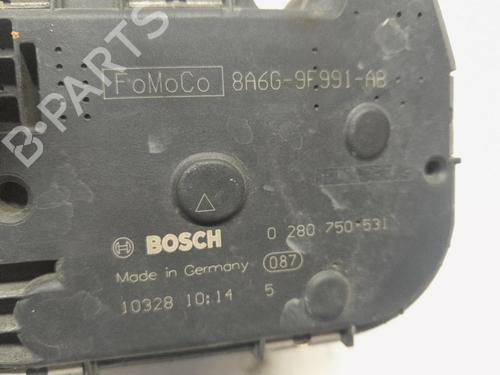 B-PARTS
FoMoCo 8A6G-9F991-AB
BOSCH 0 280 750-531
Made in Germany 087
10328 10:14 5